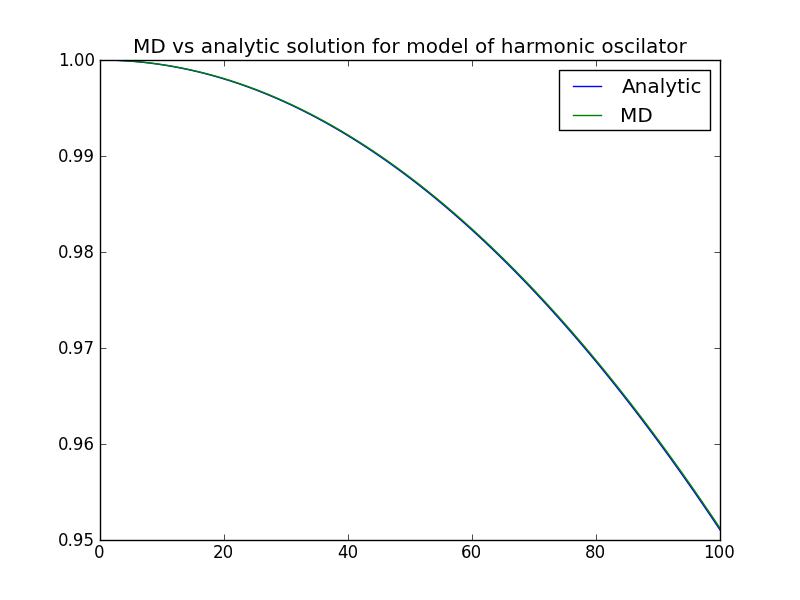 MD vs analytic solution for model of harmonic oscilator
1.00
Analytic
MD
0.99
0.98
0.97
0.96
0.95
0 20 40 60 80 100